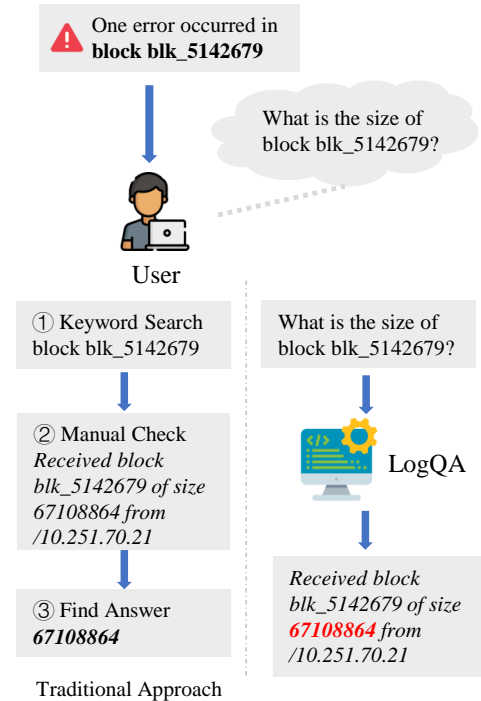 One error occurred in
block blk_5142679
What is the size of
block blk_5142679?
User
① Keyword Search
block blk_5142679
② Manual Check
Received block
blk_5142679 of size
67108864 from
/10.251.70.21
③ Find Answer
67108864
Traditional Approach
What is the size of
block blk_5142679?
LogQA
Received block
blk_5142679 of size
67108864 from
/10.251.70.21